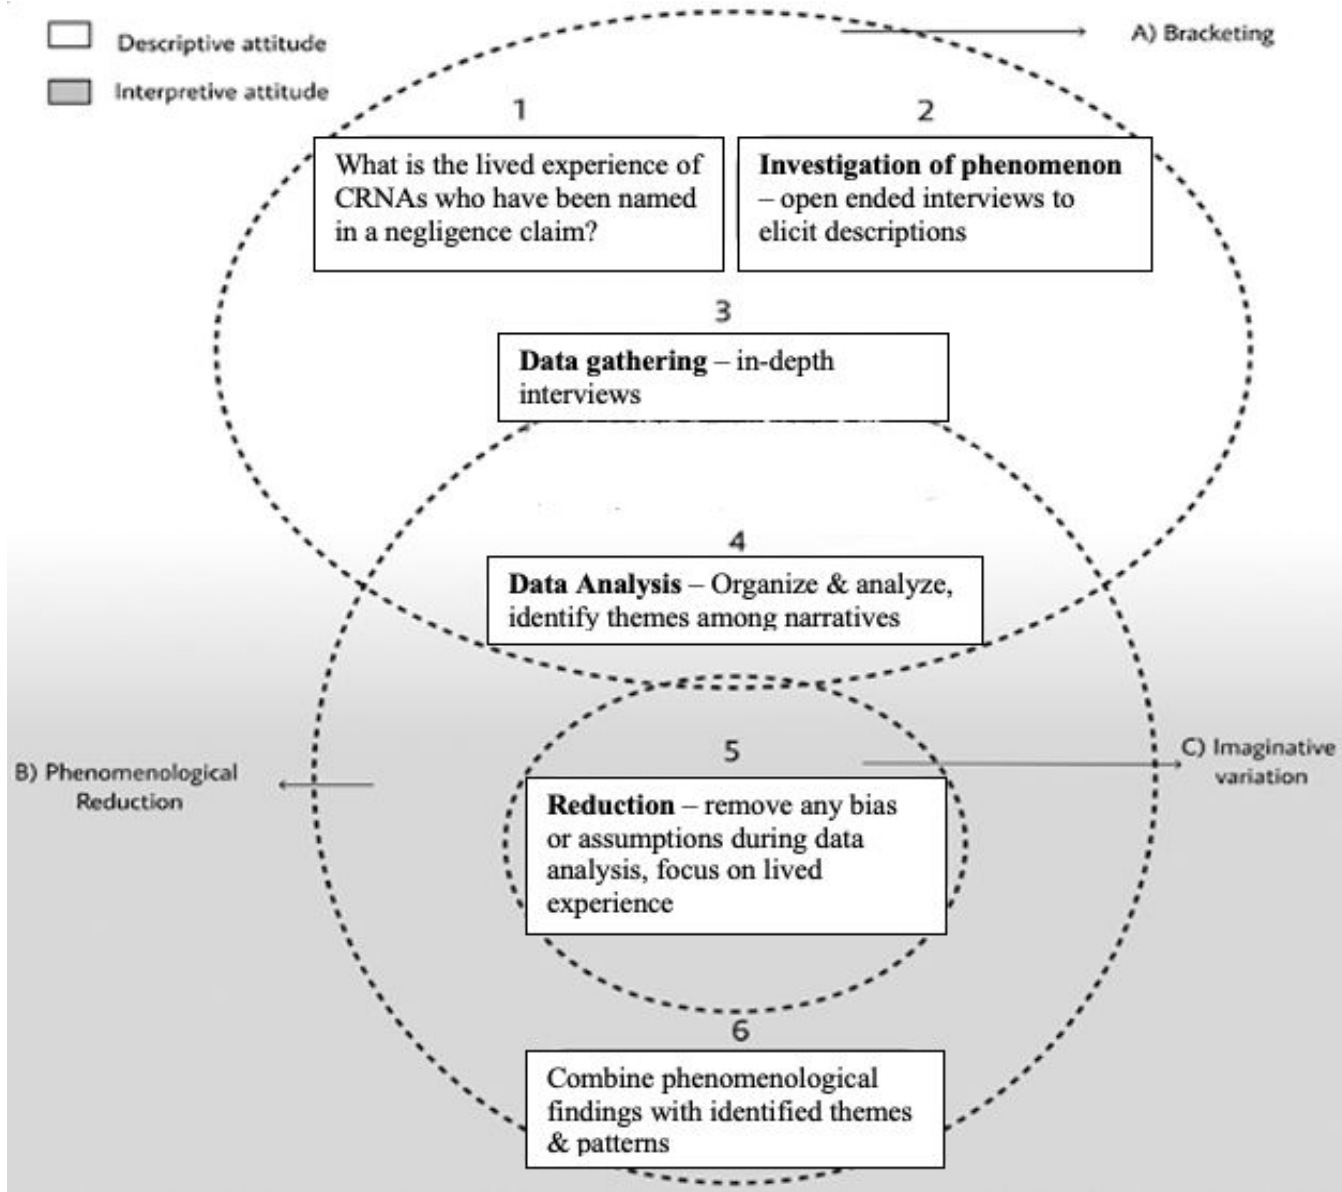 Descriptive attitude
Interpretive attitude
A) Bracketing
1
What is the lived experience of
CRNAs who have been named
in a negligence claim?
2
Investigation of phenomenon
– open ended interviews to
elicit descriptions
3
Data gathering – in-depth
interviews
4
Data Analysis – Organize & analyze,
identify themes among narratives
B) Phenomenological
Reduction
5
Reduction – remove any bias
or assumptions during data
analysis, focus on lived
experience
C) Imaginative
variation
6
Combine phenomenological
findings with identified themes
& patterns